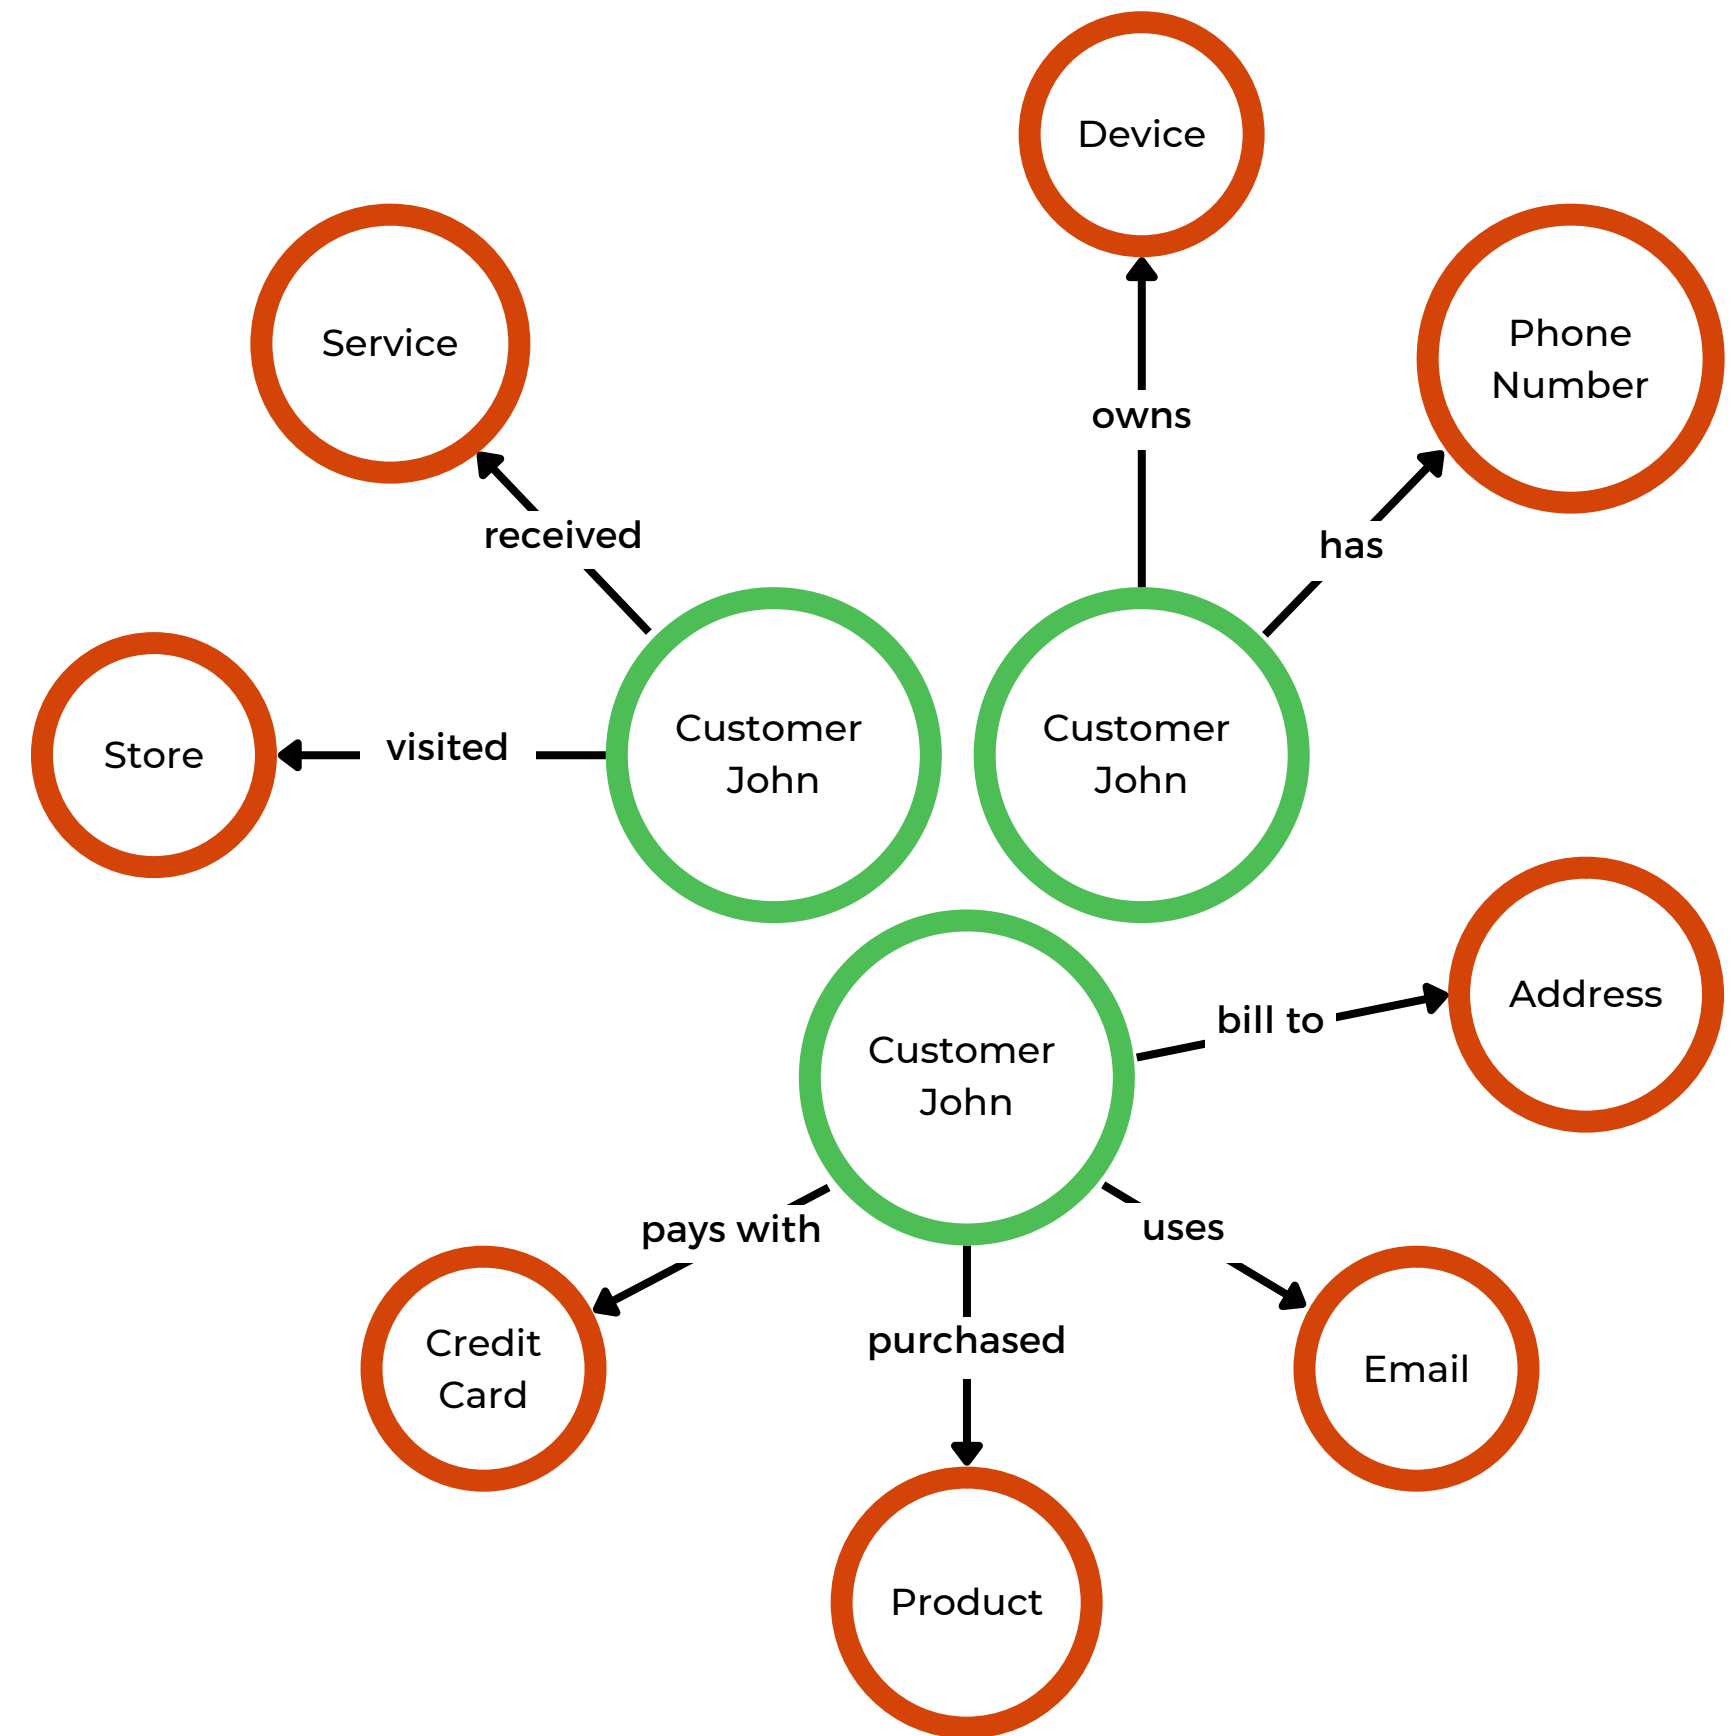 Device
Service
Phone
Number
owns
received
has
Customer
John
Customer
John
Store
visited
Address
bill to
Customer
John
pays with
uses
Credit
Card
purchased
Email
Product